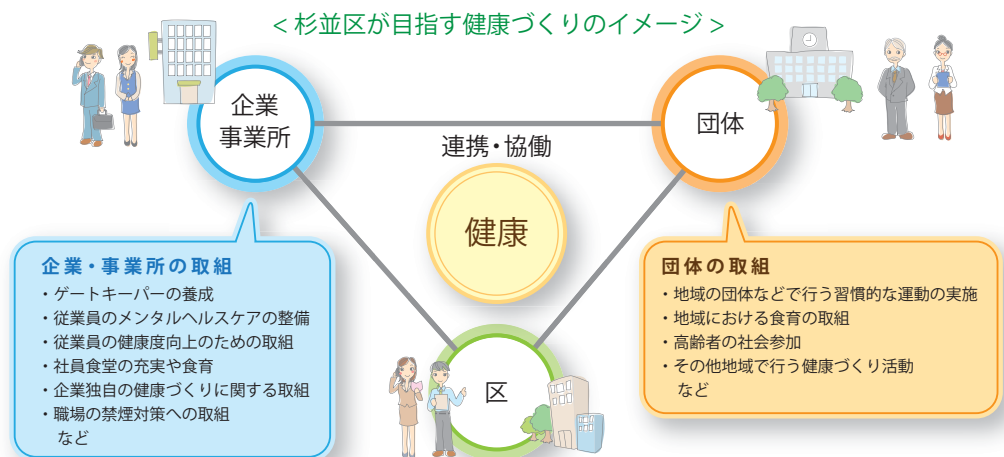 < 杉並区が目指す健康づくりのイメージ >
企業
事業所
団体
連携・協働
健康
区
企業・事業所の取組
・ゲートキーパーの養成
・従業員のメンタルヘルスケアの整備
・従業員の健康度向上のための取組
・社員食堂の充実や食育
・企業独自の健康づくりに関する取組
・職場の禁煙対策への取組
など
団体の取組
・地域の団体などで行う習慣的な運動の実施
・地域における食育の取組
・高齢者の社会参加
・その他地域で行う健康づくり活動
など